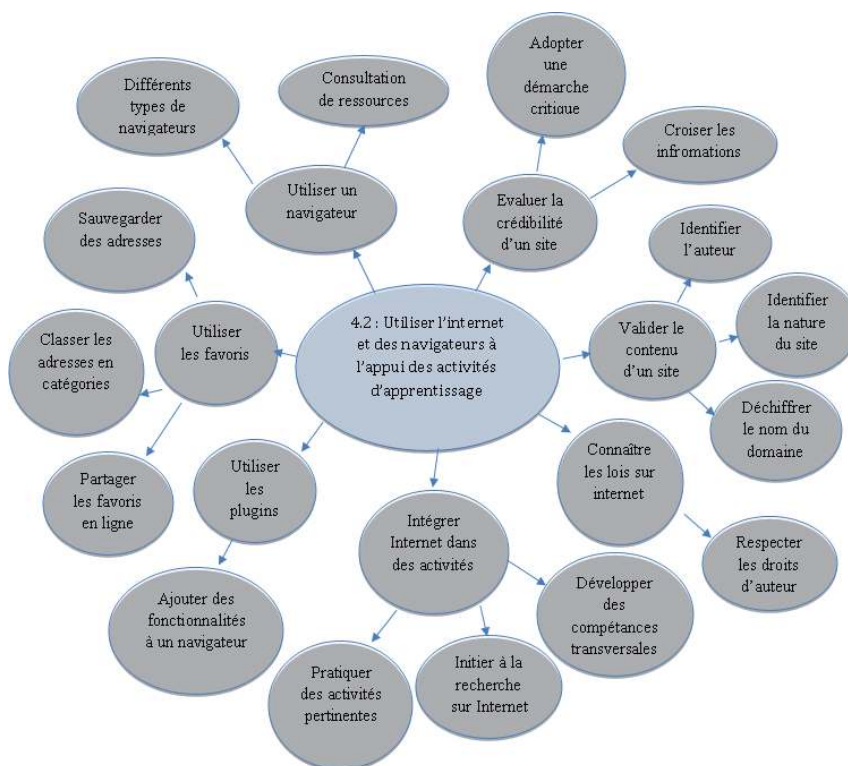 Adopter
une
démarche
critique
Différents
types de
navigateurs
Consultation
de ressources
Croiser les
infromations
Utiliser un
navigateur
Evaluer la
crédibilité
d'un site
Sauvegarder
des adresses
Identifier
l'auteur
4.2 : Utiliser l'internet
et des navigateurs à
l'appui des activités
d'apprentissage
Utiliser
les favoris
Classer les
adresses en
catégories
Valider le
contenu
d'un site
Identifier
la nature
du site
Déchiffrer
le nom du
domaine
Partager
les favoris
en ligne
Utiliser
les
plugins
Connaître
les lois sur
internet
Intégrer
Internet dans
des activités
Respecter
les droits
d'auteur
Ajouter des
fonctionnalités
à un navigateur
Développer
des
compétances
transversales
Pratiquer
des activités
pertinentes
Initier à la
recherche
sur Internet